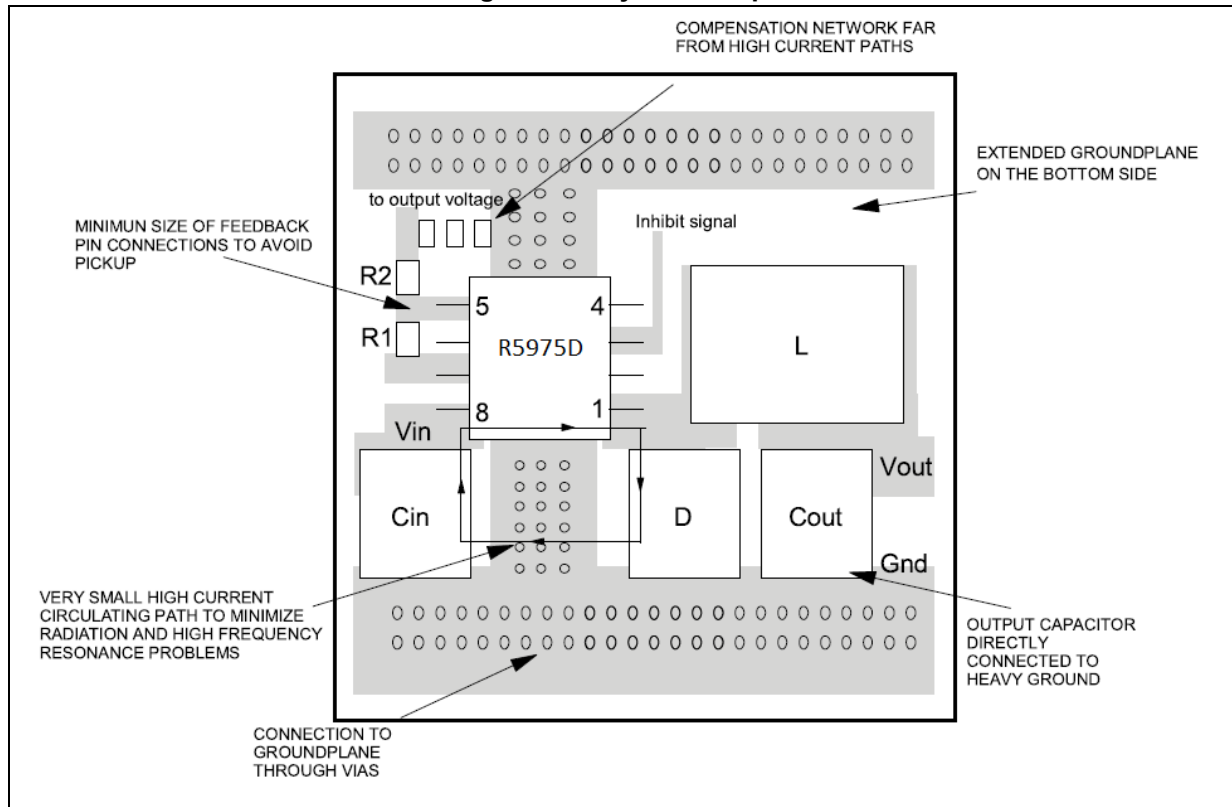 COMPENSATION NETWORK FAR
FROM HIGH CURRENT PATHS
EXTENDED GROUNDPLANE
ON THE BOTTOM SIDE
to output voltage
Inhibit signal
MINIMUN SIZE OF FEEDBACK
PIN CONNECTIONS TO AVOID
PICKUP
R2
5
4
R1
R5975D
L
8
1
Vin
Vout
Cin
D
Cout
Gnd
VERY SMALL HIGH CURRENT
CIRCULATING PATH TO MINIMIZE
RADIATION AND HIGH FREQUENCY
RESONANCE PROBLEMS
OUTPUT CAPACITOR
DIRECTLY
CONNECTED TO
HEAVY GROUND
CONNECTION TO
GROUNDPLANE
THROUGH VIAS